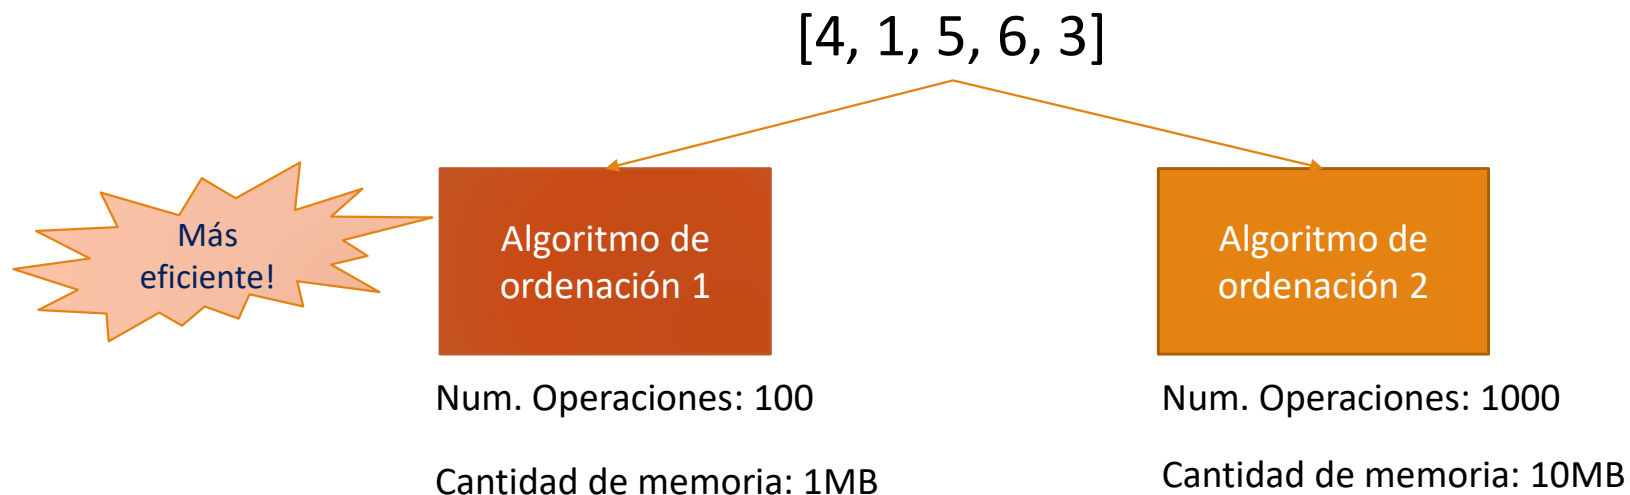 [4, 1, 5, 6, 3]
Más
eficiente!
Algoritmo de
ordenación 1
Algoritmo de
ordenación 2
Num. Operaciones: 100
Num. Operaciones: 1000
Cantidad de memoria: 1MB
Cantidad de memoria: 10MB